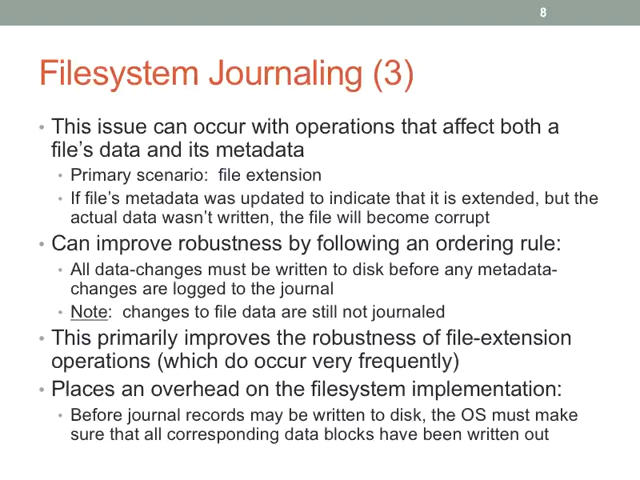 8
Filesystem Journaling (3)
• This issue can occur with operations that affect both a
file's data and its metadata
• Primary scenario: file extension
• If file's metadata was updated to indicate that it is extended, but the
actual data wasn't written, the file will become corrupt
• Can improve robustness by following an ordering rule:
• All data-changes must be written to disk before any metadata-
changes are logged to the journal
• Note: changes to file data are still not journaled
• This primarily improves the robustness of file-extension
operations (which do occur very frequently)
• Places an overhead on the filesystem implementation:
• Before journal records may be written to disk, the OS must make
sure that all corresponding data blocks have been written out